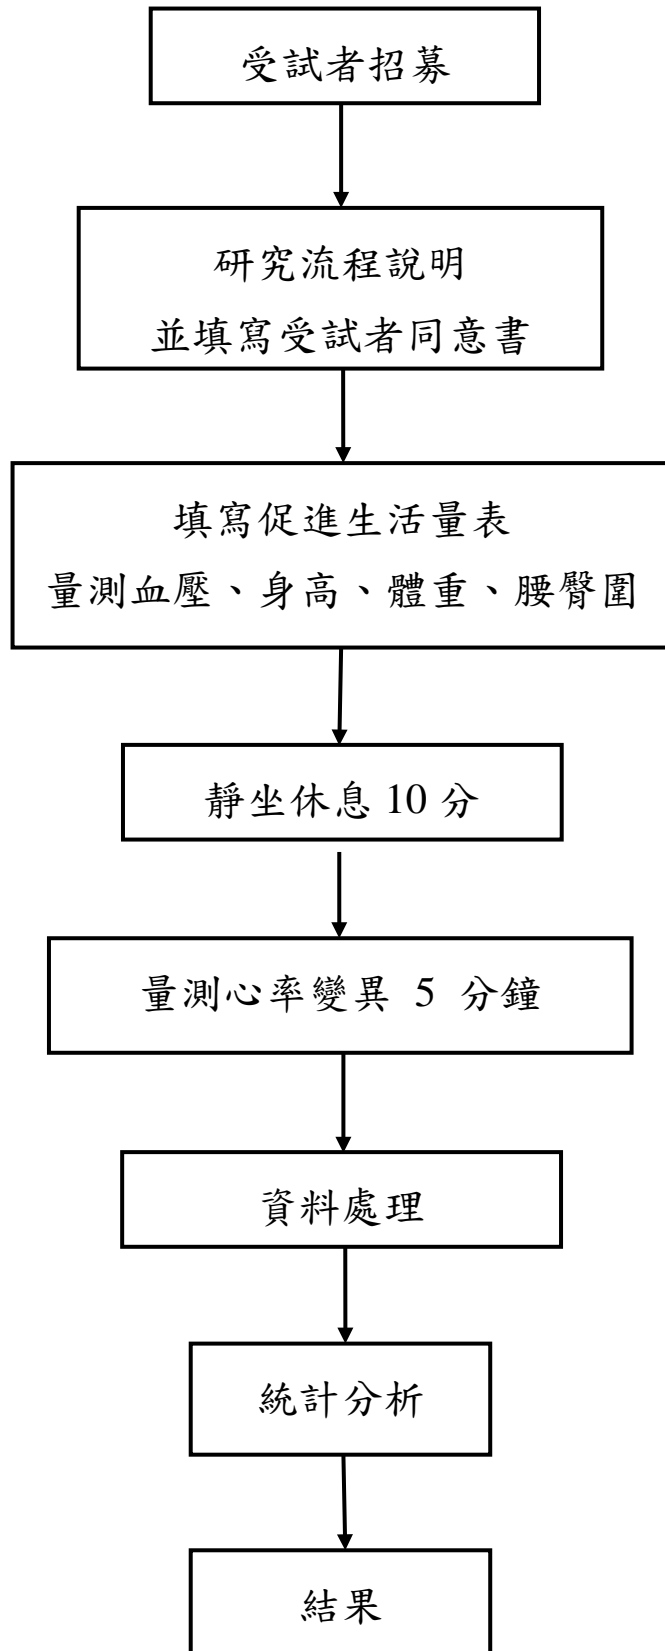 受試者招募
研究流程說明
並填寫受試者同意書
填寫促進生活量表
量測血壓、身高、體重、腰臀圍
靜坐休息 10 分
量測心率變異 5 分鐘
資料處理
統計分析
結果